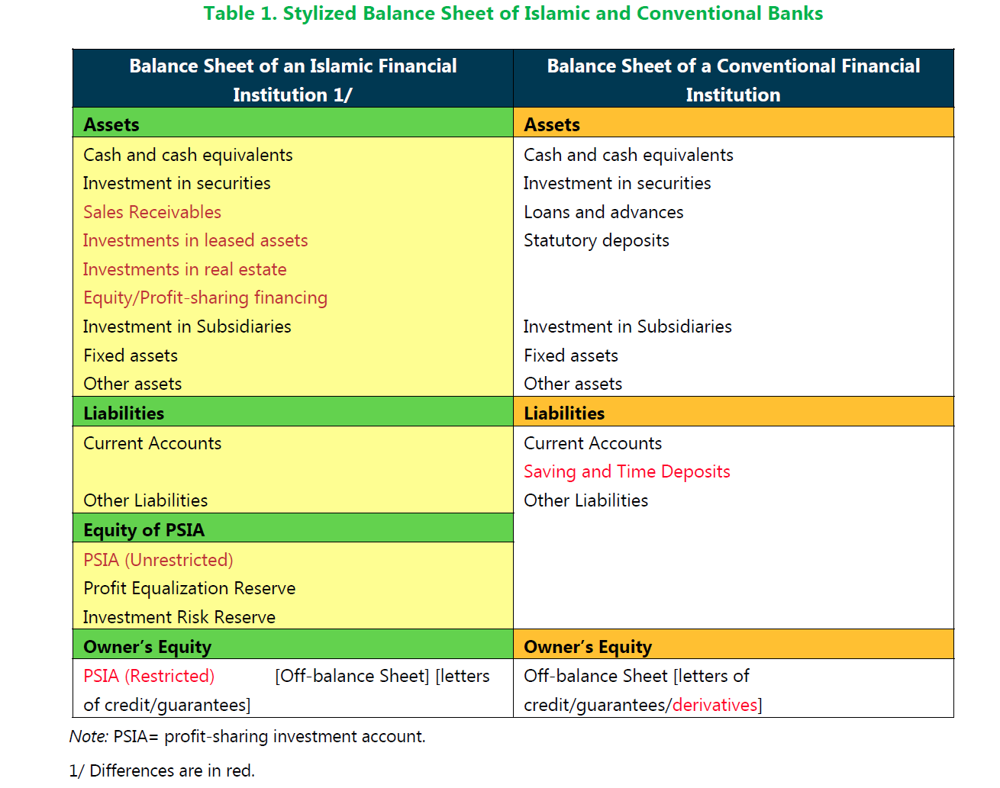 Table 1. Stylized Balance Sheet of Islamic and Conventional Banks
Balance Sheet of an Islamic Financial
Institution 1/
Balance Sheet of a Conventional Financial
Institution
Assets
Cash and cash equivalents
Investment in securities
Sales Receivables
Investments in leased assets
Investments in real estate
Equity/Profit-sharing financing
Investment in Subsidiaries
Fixed assets
Other assets
Assets
Cash and cash equivalents
Investment in securities
Loans and advances
Statutory deposits
Investment in Subsidiaries
Fixed assets
Other assets
Liabilities
Current Accounts
Other Liabilities
Liabilities
Current Accounts
Saving and Time Deposits
Other Liabilities
Equity of PSIA
PSIA (Unrestricted)
Profit Equalization Reserve
Investment Risk Reserve
Owner’s Equity
PSIA (Restricted) [Off-balance Sheet] [letters
of credit/guarantees]
Owner’s Equity
Off-balance Sheet [letters of
credit/guarantees/derivatives]
Note: PSIA= profit-sharing investment account.
1/ Differences are in red.